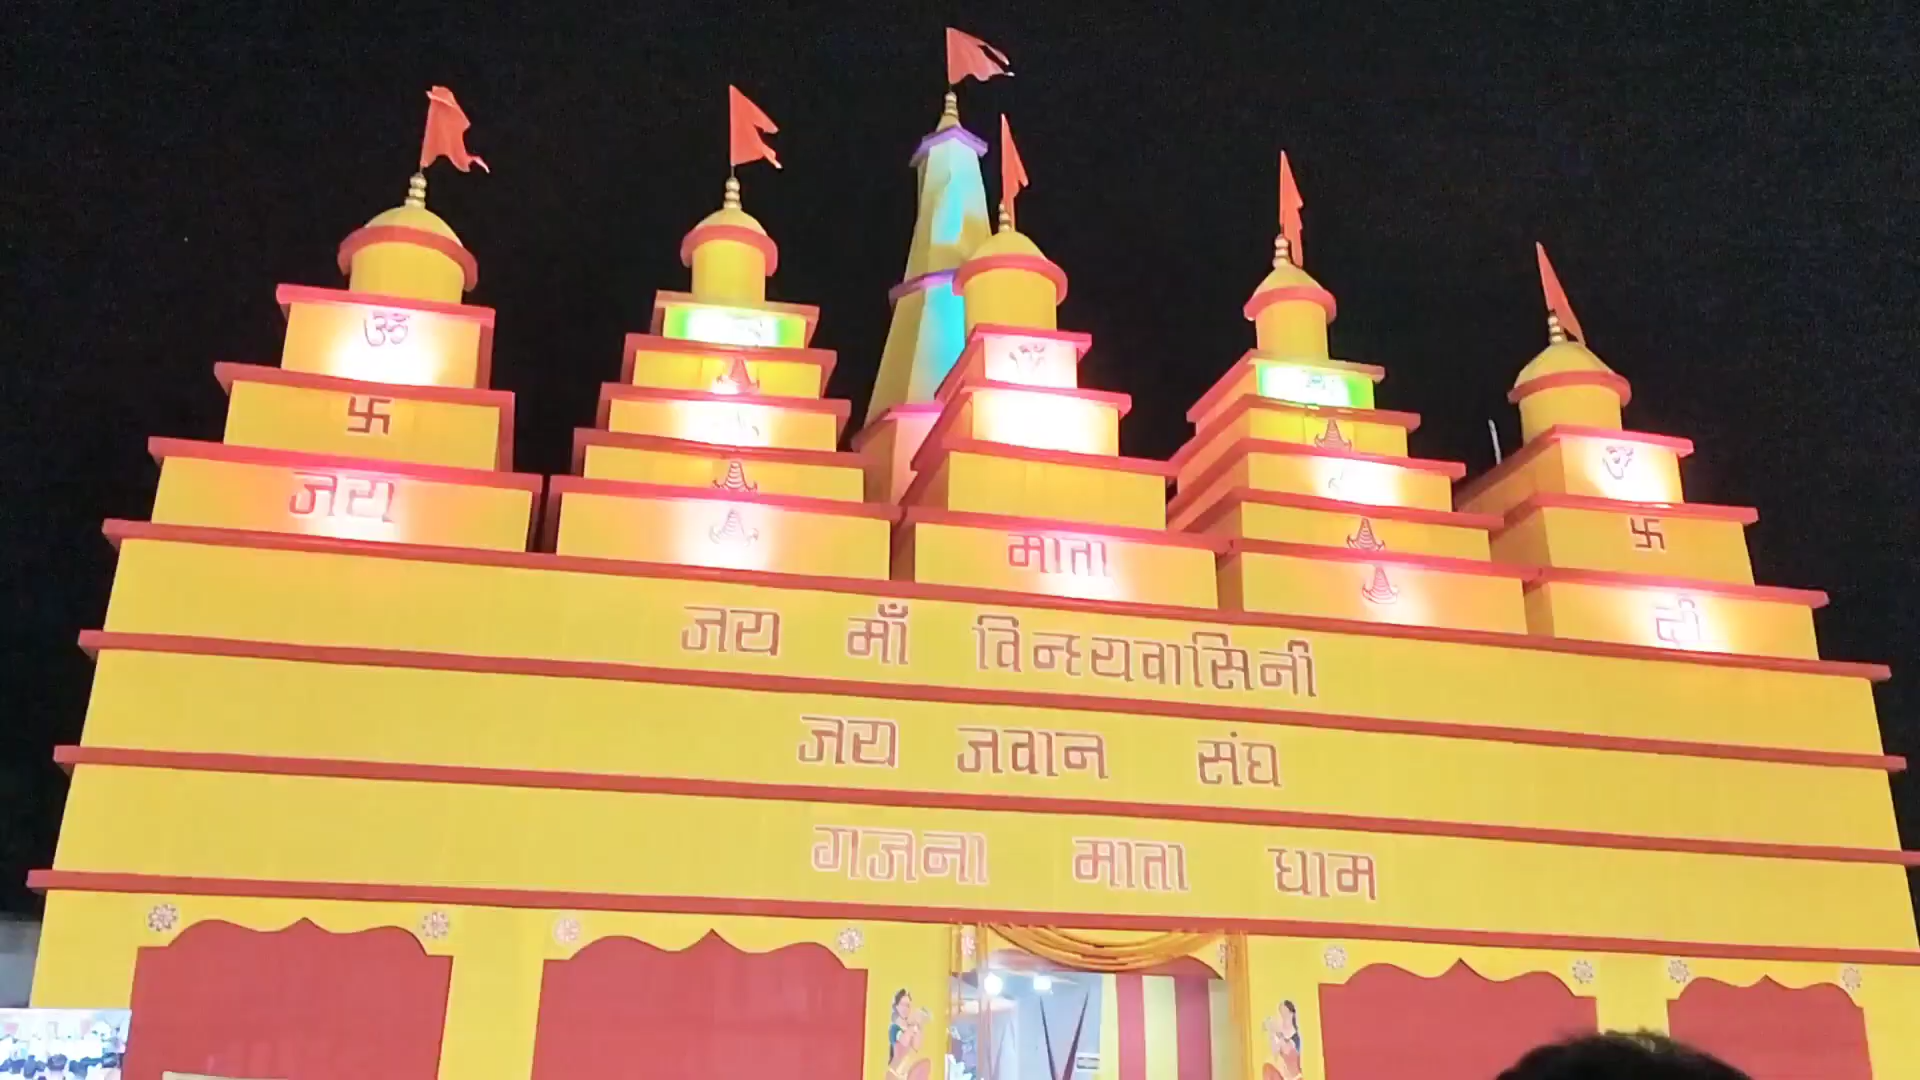 ॐ ॐ ॐ
जय माता दी
जय माँ विन्ध्यवासिनी
जय जवान संघ
गजना माता धाम